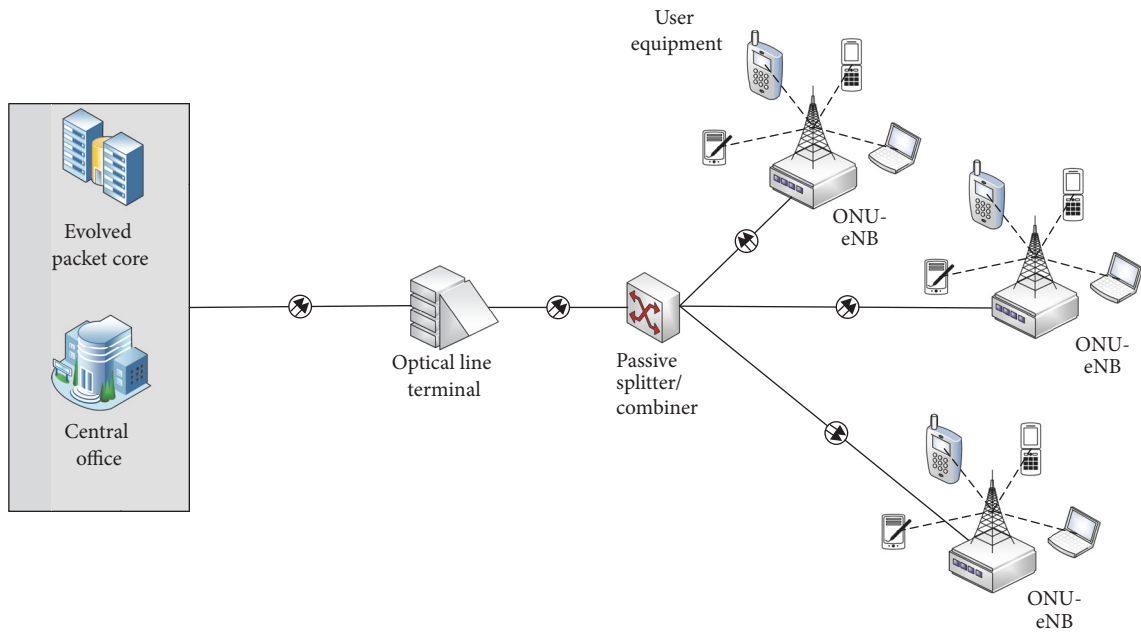 User
equipment
ONU-
eNB
Evolved
packet core
ONU-
eNB
Optical line
terminal
Passive
splitter/
combiner
Central
office
ONU-
eNB